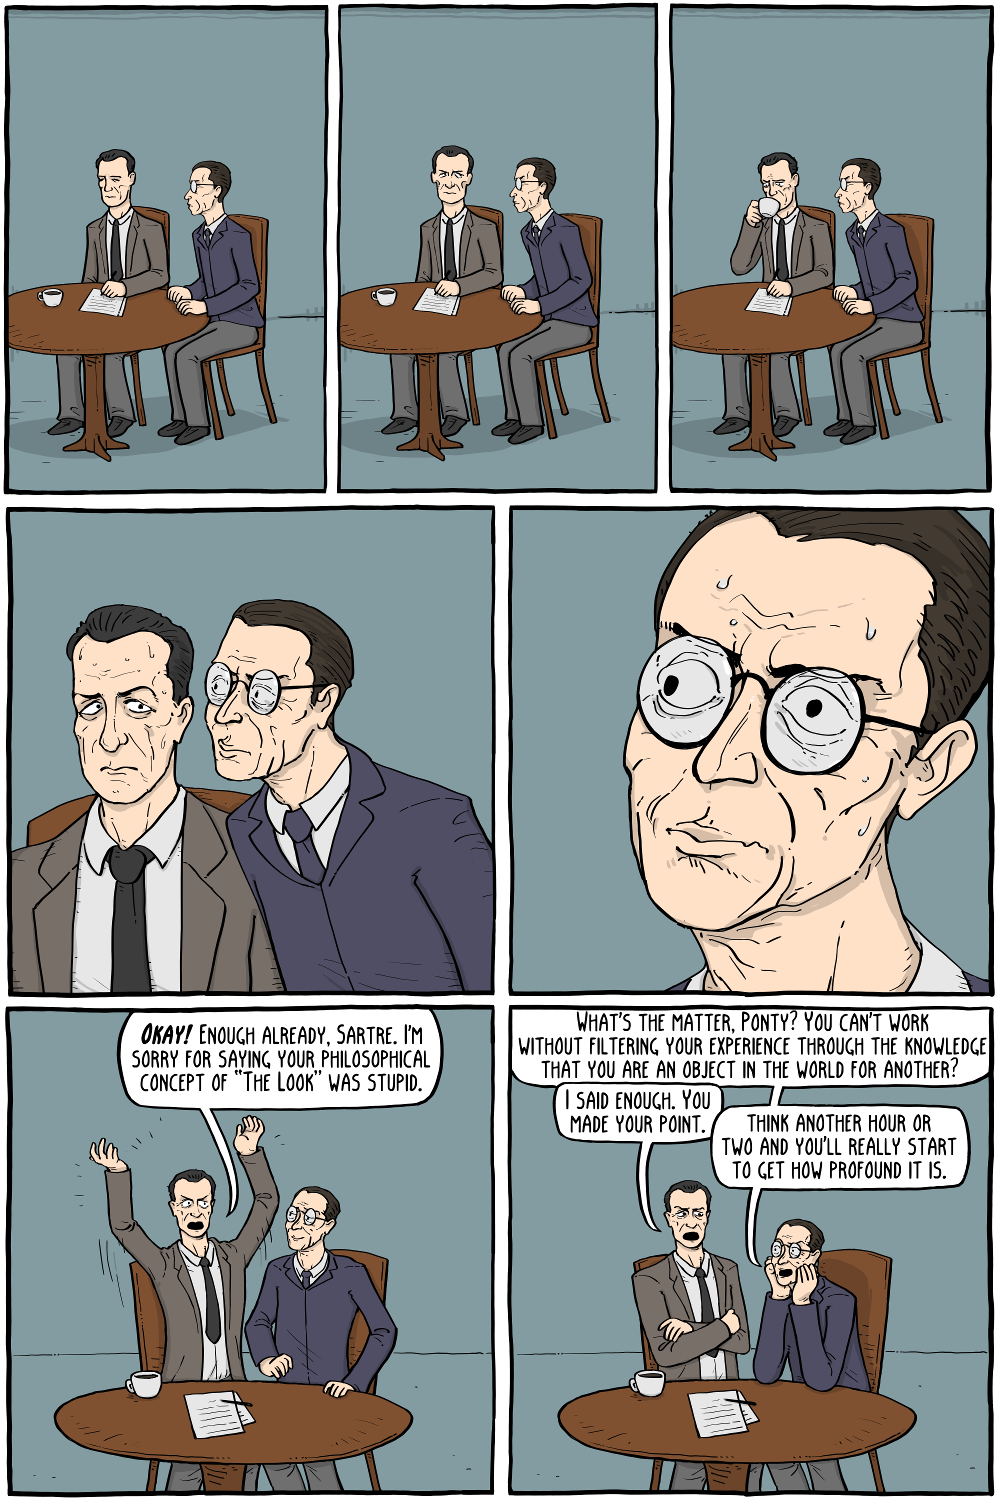 OKAY! ENOUGH ALREADY, SARTRE. I'M
SORRY FOR SAYING YOUR PHILOSOPHICAL
CONCEPT OF "THE LOOK" WAS STUPID.
WHAT'S THE MATTER, PONTY? YOU CAN'T WORK
WITHOUT FILTERING YOUR EXPERIENCE THROUGH THE KNOWLEDGE
THAT YOU ARE AN OBJECT IN THE WORLD FOR ANOTHER?
I SAID ENOUGH. YOU
MADE YOUR POINT.
THINK ANOTHER HOUR OR
TWO AND YOU'LL REALLY START
TO GET HOW PROFOUND IT IS.